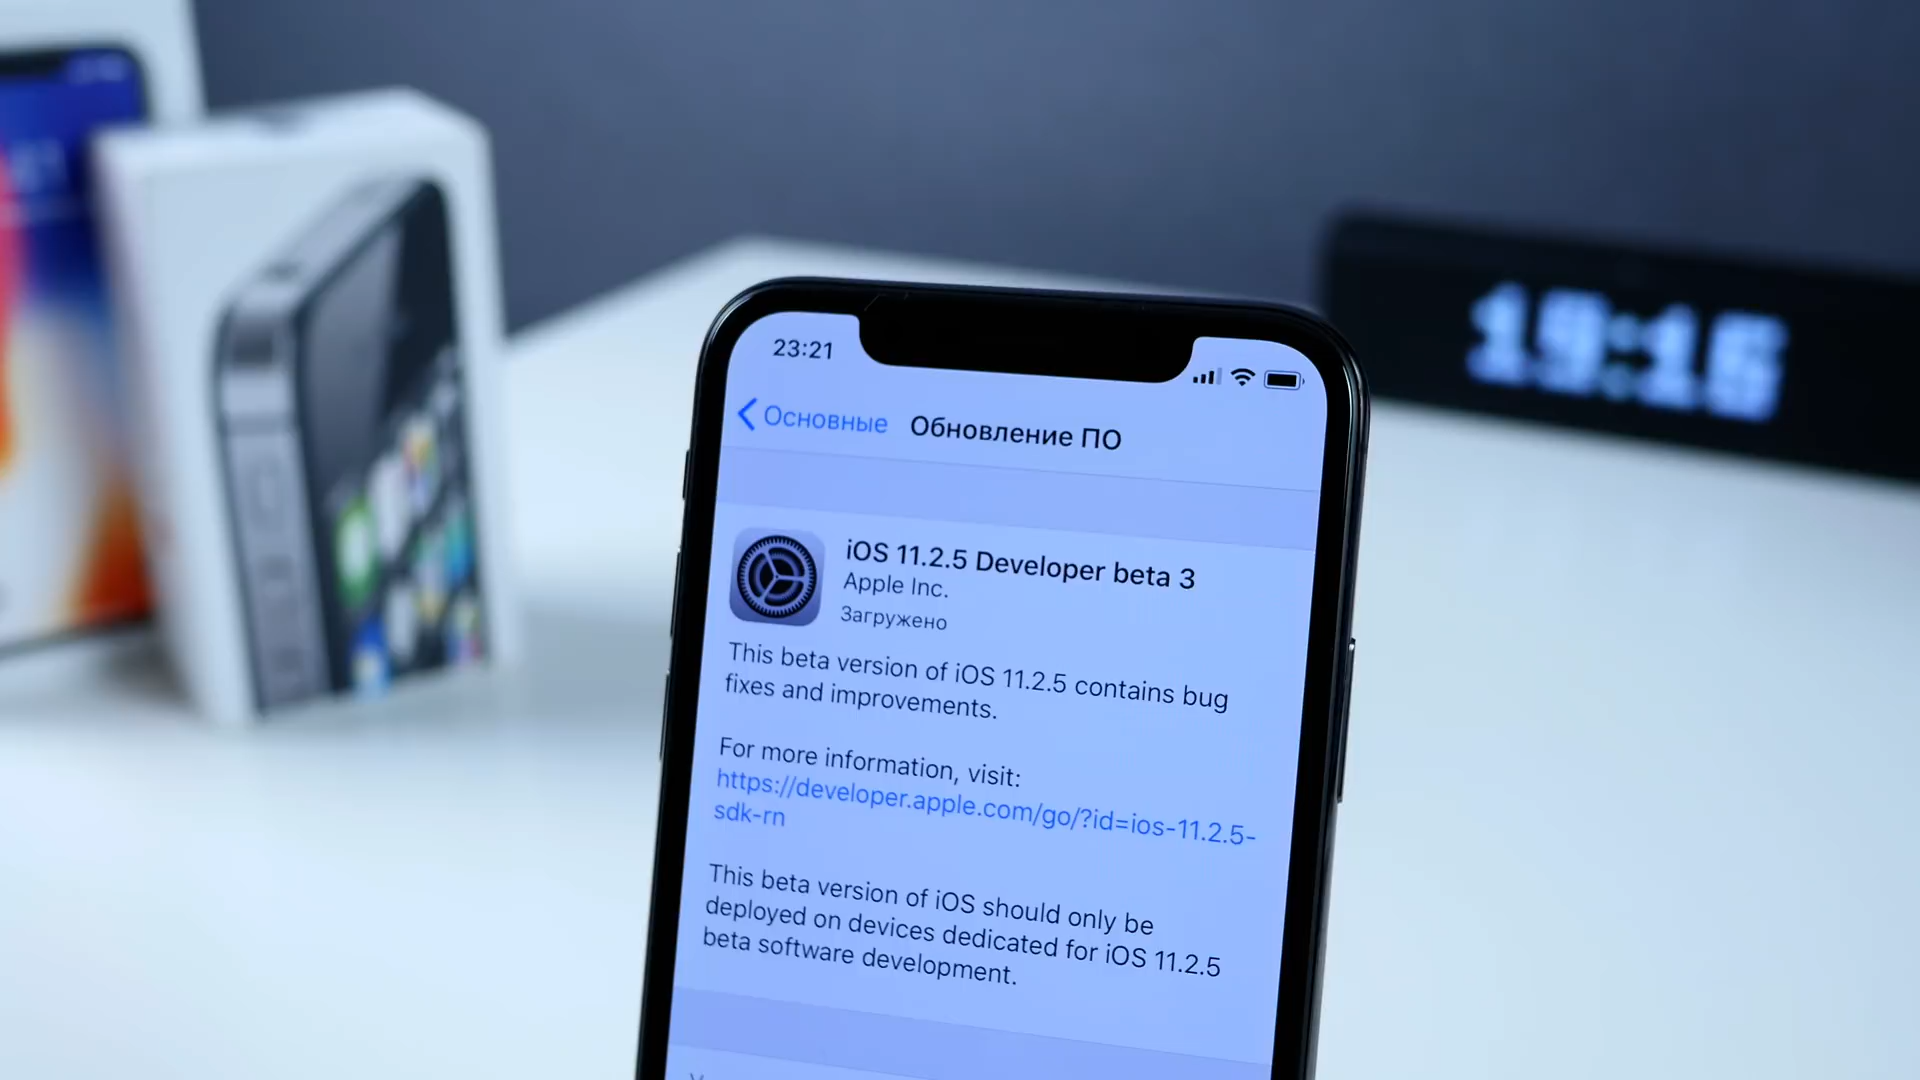 19:15
23:21
Основные
Обновление ПО
iOS 11.2.5 Developer beta 3
Apple Inc.
Загружено
This beta version of iOS 11.2.5 contains bug
fixes and improvements.
For more information, visit:
https://developer.apple.com/go/?id=ios-11.2.5-
sdk-rn
This beta version of iOS should only be
deployed on devices dedicated for iOS 11.2.5
beta software development.